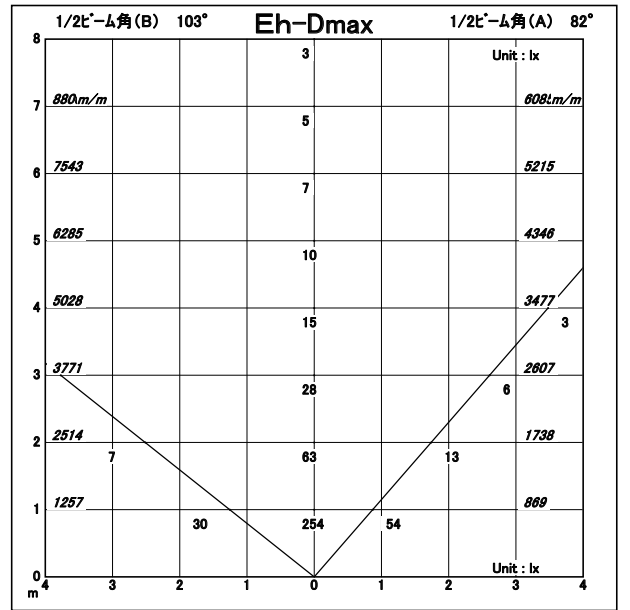 1/2ﾋﾞｰﾑ角(B) 103° Eh-Dmax 1/2ﾋﾞｰﾑ角(A) 82°
8 3 Unit : lx
7 m/m m/m
5
6 7543 5215
7
5 6285 4346
10
4 5028 3477
15 3
3 3771 2607
28 6
2 2514 1738
7 63 13
1 1257 869
30 254 54
0 Unit : lx
4 3 2 1 0 1 2 3 4
m